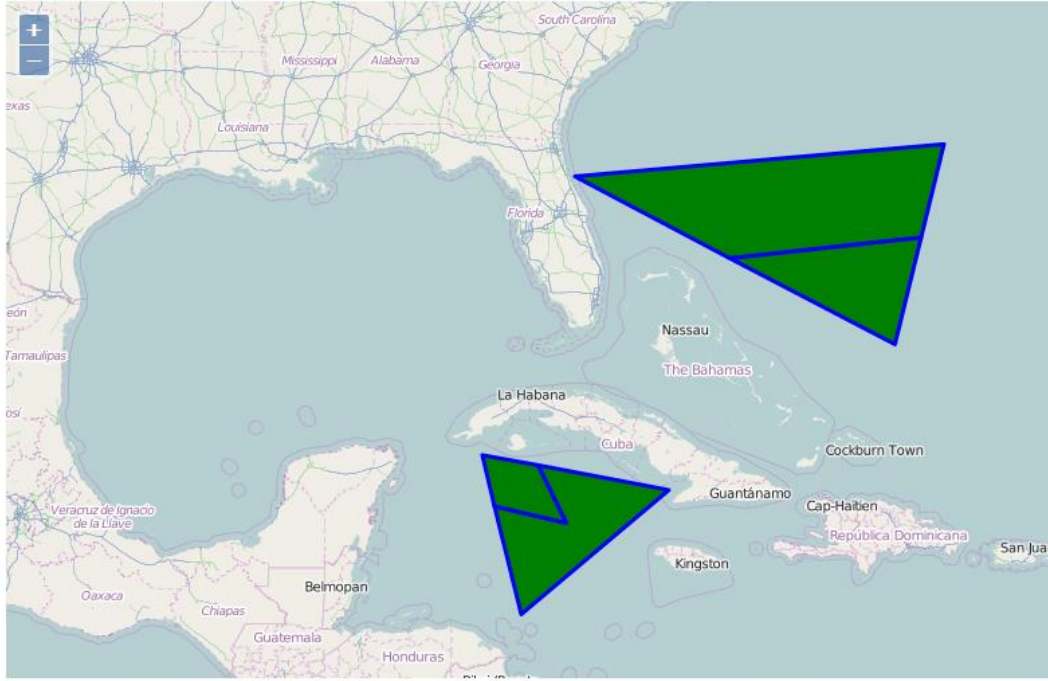 +
−
South Carolina
Mississippi
Alabama
Georgia
exas
Louisiana
Florida
eón
Nassau
Tamaulipas
The Bahamas
La Habana
osí
Cuba
Cockburn Town
Guantánamo
Cap-Haïtien
Veracruz de Ignacio
de la Llave
República Dominicana
San Jua
Kingston
Belmopan
Oaxaca
Chiapas
Guatemala
Honduras